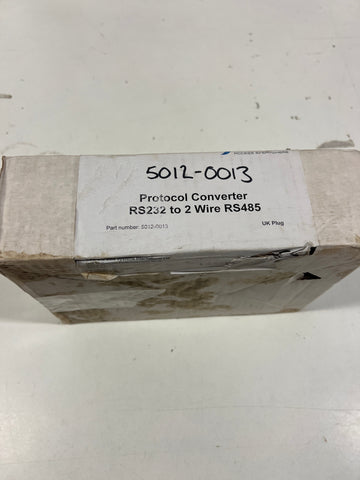 5012-0013
Protocol Converter
RS232 to 2 Wire RS485
Part number: 5012-0013 UK Plug